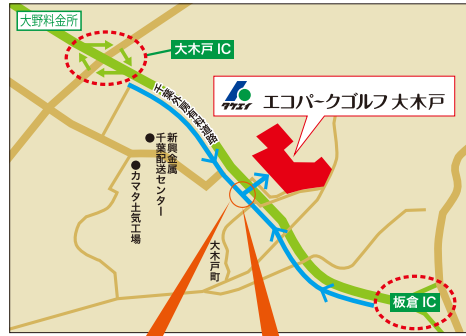 大野料金所
大木戸 IC
タケエイ
エコパークゴルフ 大木戸
千葉外房有料道路
新興金属
千葉配送センター
カマタ土気工場
大木戸町
板倉 IC